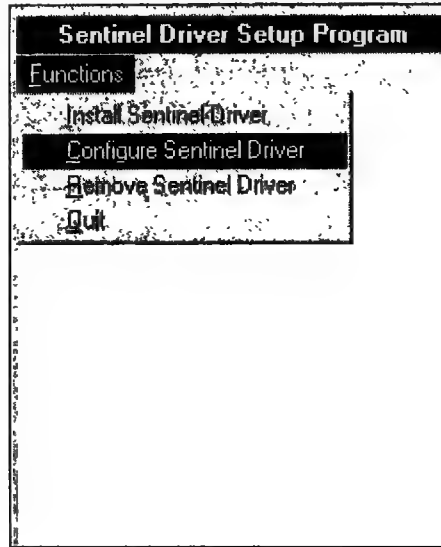 Sentinel Driver Setup Program
Functions
Install Sentinel Driver
Configure Sentinel Driver
Remove Sentinel Driver
Quit